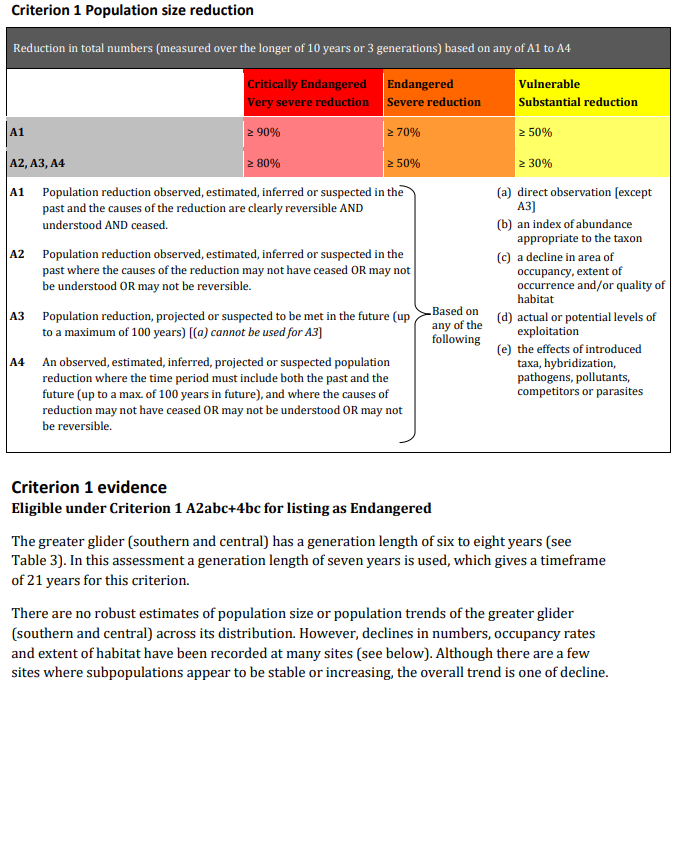 Criterion 1 Population size reduction
Reduction in total numbers (measured over the longer of 10 years or 3 generations) based on any of A1 to A4
Critically Endangered
Very severe reduction
Endangered
Severe reduction
Vulnerable
Substantial reduction
A1
≥ 90%
≥ 70%
≥ 50%
A2, A3, A4
≥ 80%
≥ 50%
≥ 30%
A1 Population reduction observed, estimated, inferred or suspected in the
past and the causes of the reduction are clearly reversible AND
understood AND ceased.
A2 Population reduction observed, estimated, inferred or suspected in the
past where the causes of the reduction may not have ceased OR may not
be understood OR may not be reversible.
A3 Population reduction, projected or suspected to be met in the future (up
to a maximum of 100 years) [(a) cannot be used for A3]
A4 An observed, estimated, inferred, projected or suspected population
reduction where the time period must include both the past and the
future (up to a max. of 100 years in future), and where the causes of
reduction may not have ceased OR may not be understood OR may not
be reversible.
Based on
any of the
following
(a) direct observation [except
A3]
(b) an index of abundance
appropriate to the taxon
(c) a decline in area of
occupancy, extent of
occurrence and/or quality of
habitat
(d) actual or potential levels of
exploitation
(e) the effects of introduced
taxa, hybridization,
pathogens, pollutants,
competitors or parasites
Criterion 1 evidence
Eligible under Criterion 1 A2abc+4bc for listing as Endangered
The greater glider (southern and central) has a generation length of six to eight years (see
Table 3). In this assessment a generation length of seven years is used, which gives a timeframe
of 21 years for this criterion.
There are no robust estimates of population size or population trends of the greater glider
(southern and central) across its distribution. However, declines in numbers, occupancy rates
and extent of habitat have been recorded at many sites (see below). Although there are a few
sites where subpopulations appear to be stable or increasing, the overall trend is one of decline.